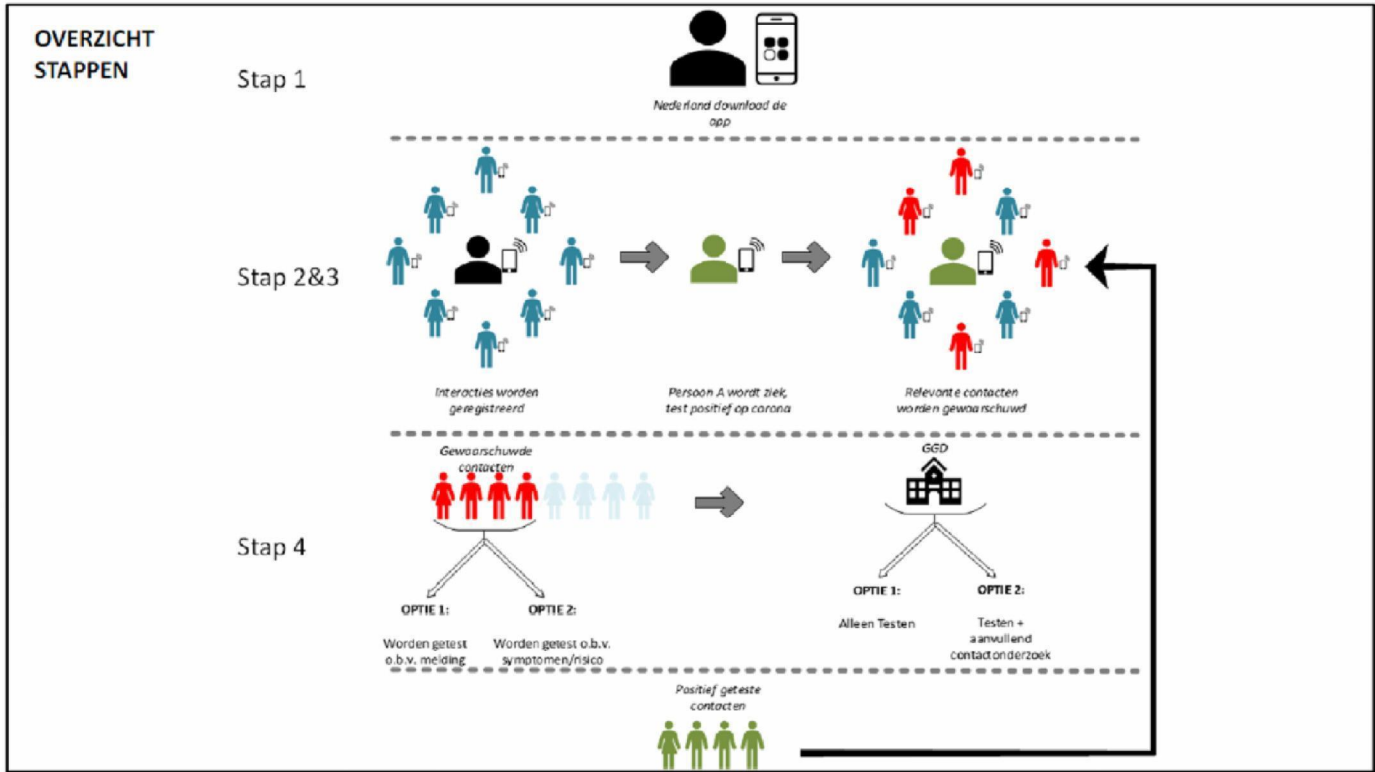 OVERZICHT
STAPPEN
Stap 1
Nederland download de
app
Stap 2&3
Interacties worden
geregistreerd
Persoon A wordt ziek,
test positief op corona
Relevante contacten
worden gewaarschuwd
Stap 4
Gewaarschuwde
contacten
GGD
OPTIE 1:
Worden getest
o.b.v. melding
OPTIE 2:
Worden getest o.b.v.
symptomen/risico
OPTIE 1:
Alleen Testen
OPTIE 2:
Testen +
aanvullend
contactonderzoek
Positief geteste
contacten